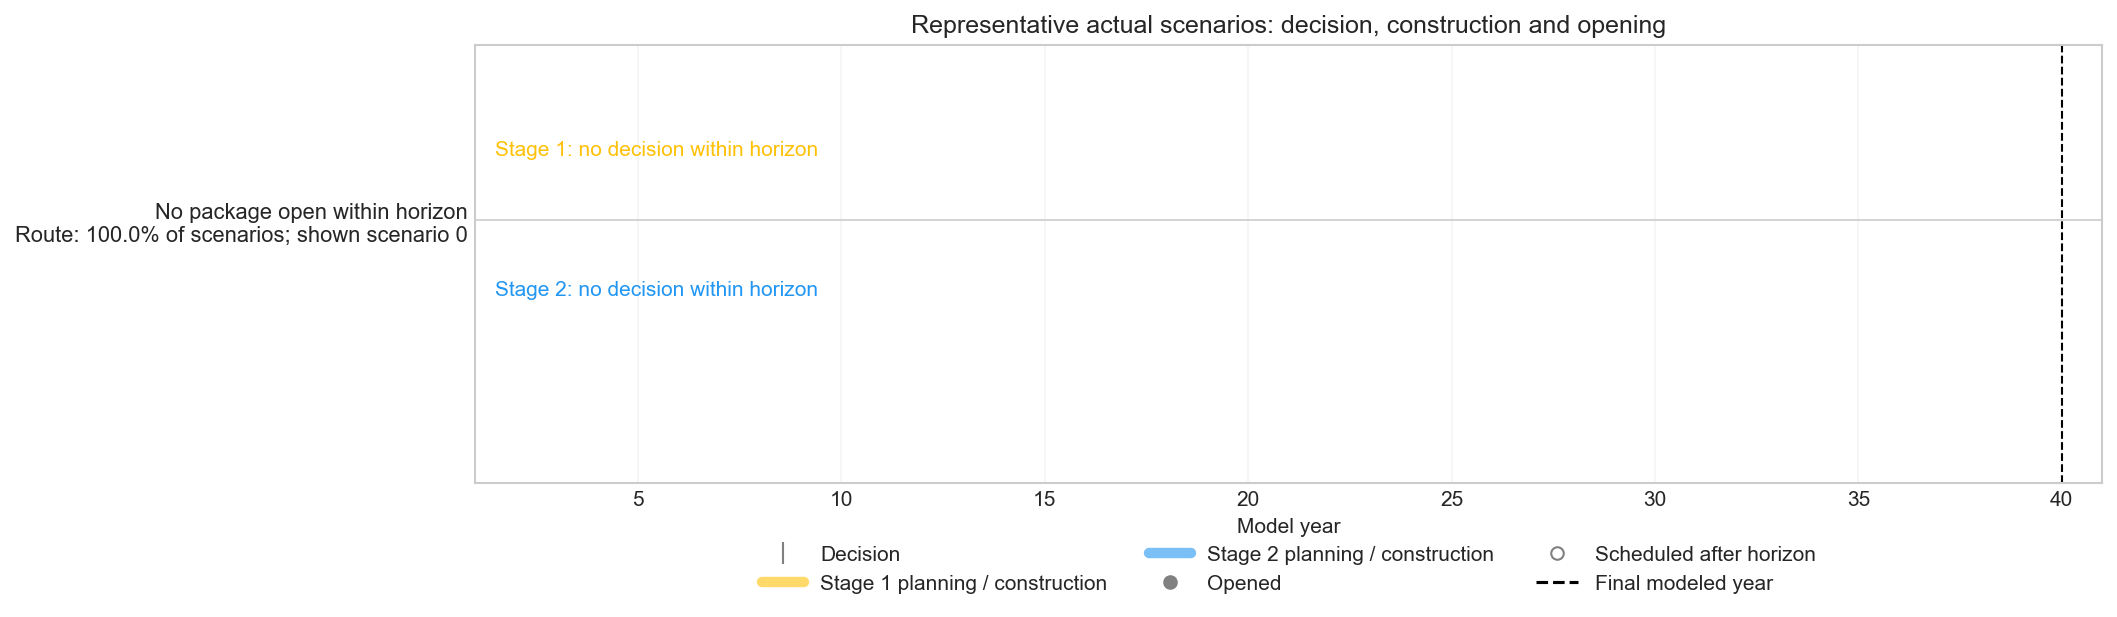 Representative actual scenarios: decision, construction and opening
Stage 1: no decision within horizon
No package open within horizon
Route: 100.0% of scenarios; shown scenario 0
Stage 2: no decision within horizon
5 10 15 20 25 30 35 40
Model year
Decision
Stage 1 planning / construction
Stage 2 planning / construction
Opened
Scheduled after horizon
Final modeled year